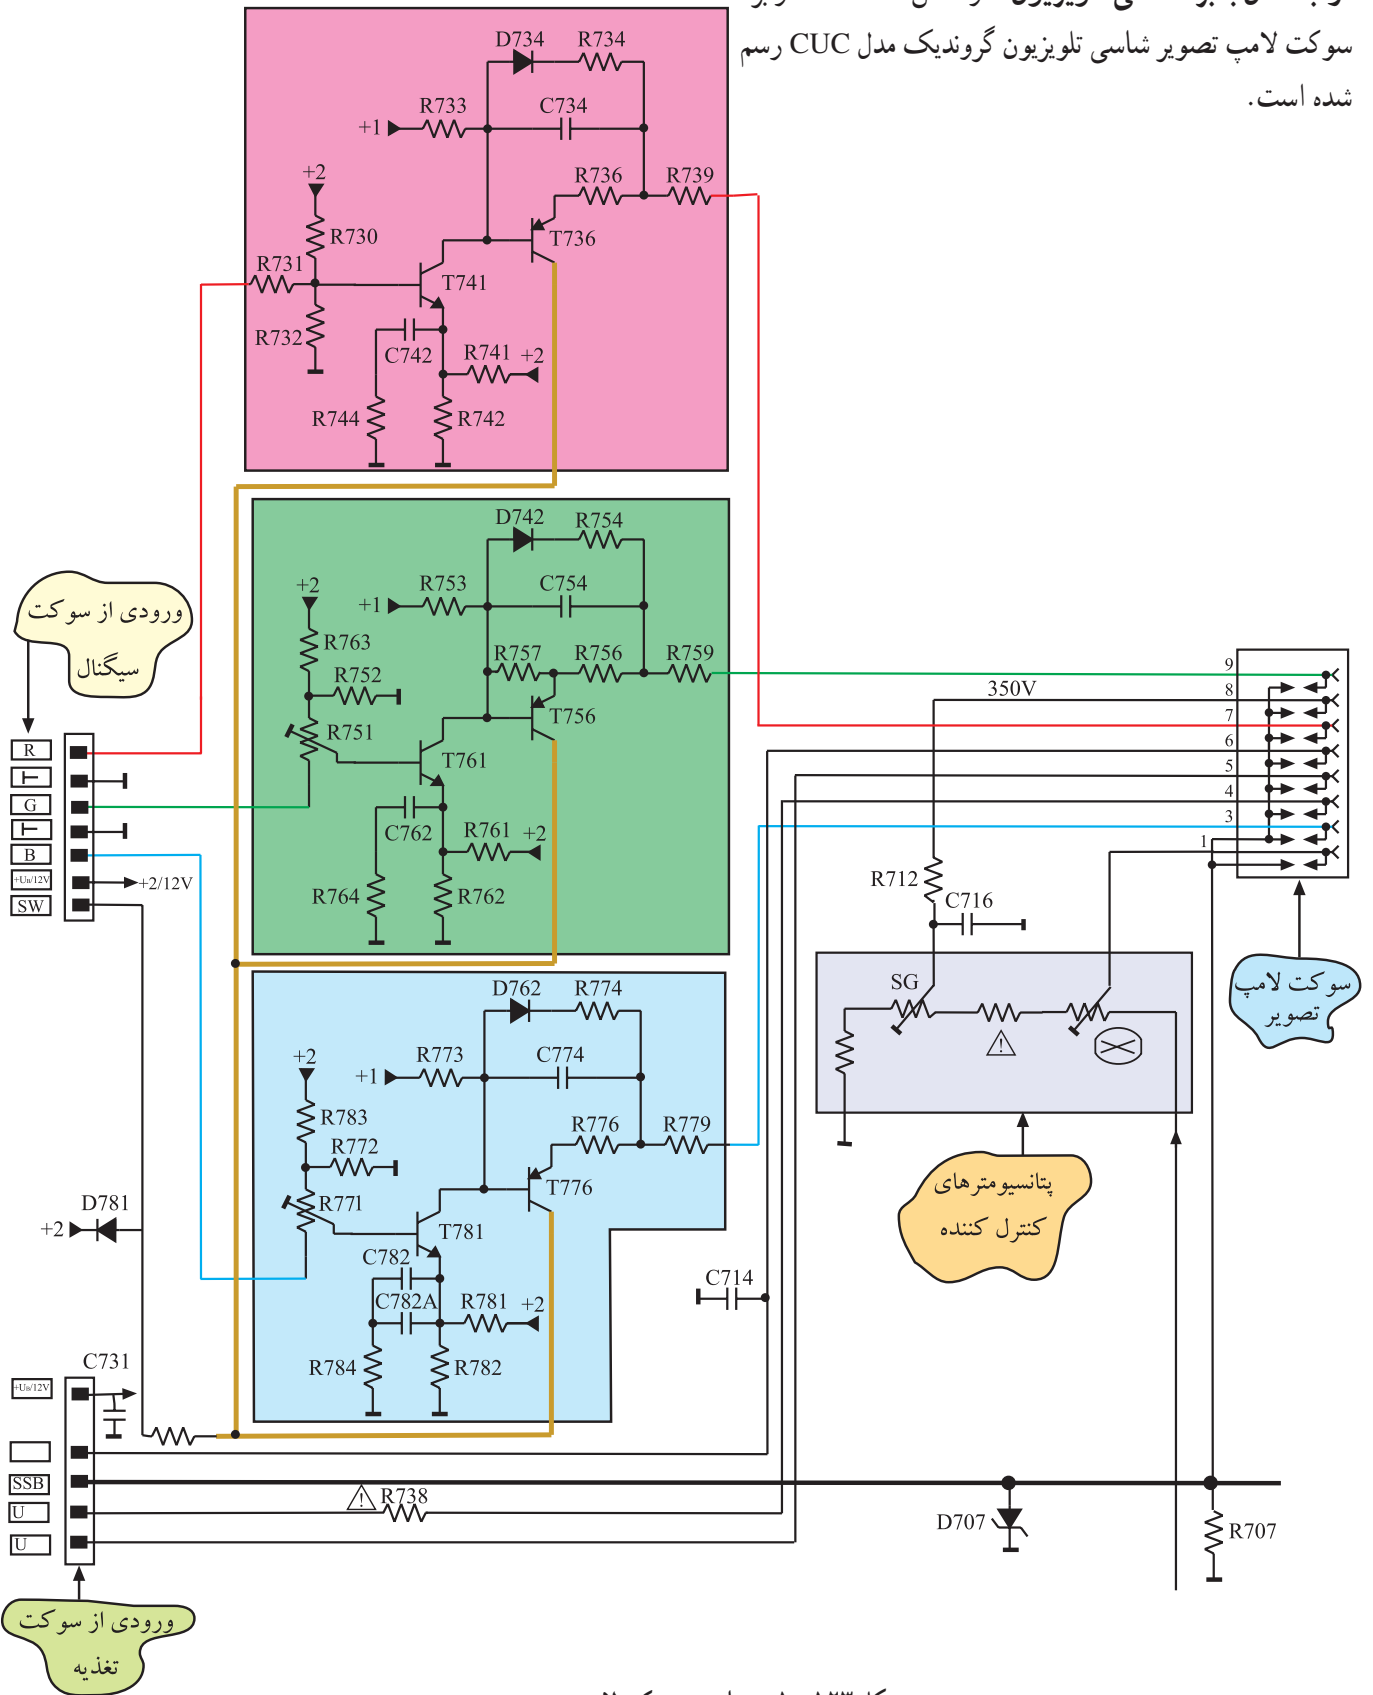 سوکت لامپ تصویر شاسی تلویزیون گروندیک مدل CUC رسم
شده است.
D734 R734
R733 C734
+1
+2
R736 R739
R730
T736
R731
T741
R732
C742
R741 +2
R744 R742
D742 R754
+2
R753 C754
+1
R763
R757 R756 R759
R752
T756
R751
T761
C762
R761 +2
R764 R762
D762 R774
+2
R773 C774
+1
R783
R776 R779
R772
T776
R771
T781
C782
C782A R781 +2
R784 R782
ورودی از سوکت
سیگنال
R
G
B
+UB/12V
+2/12V
SW
D781
+2
C731
+UB/12V
SSB
U
U
R738
ورودی از سوکت
تغذیه
350V
9
8
7
6
5
4
3
1
R712
C716
SG
پتانسیومترهای
کنترل کننده
سوکت لامپ
تصویر
C714
D707
R707